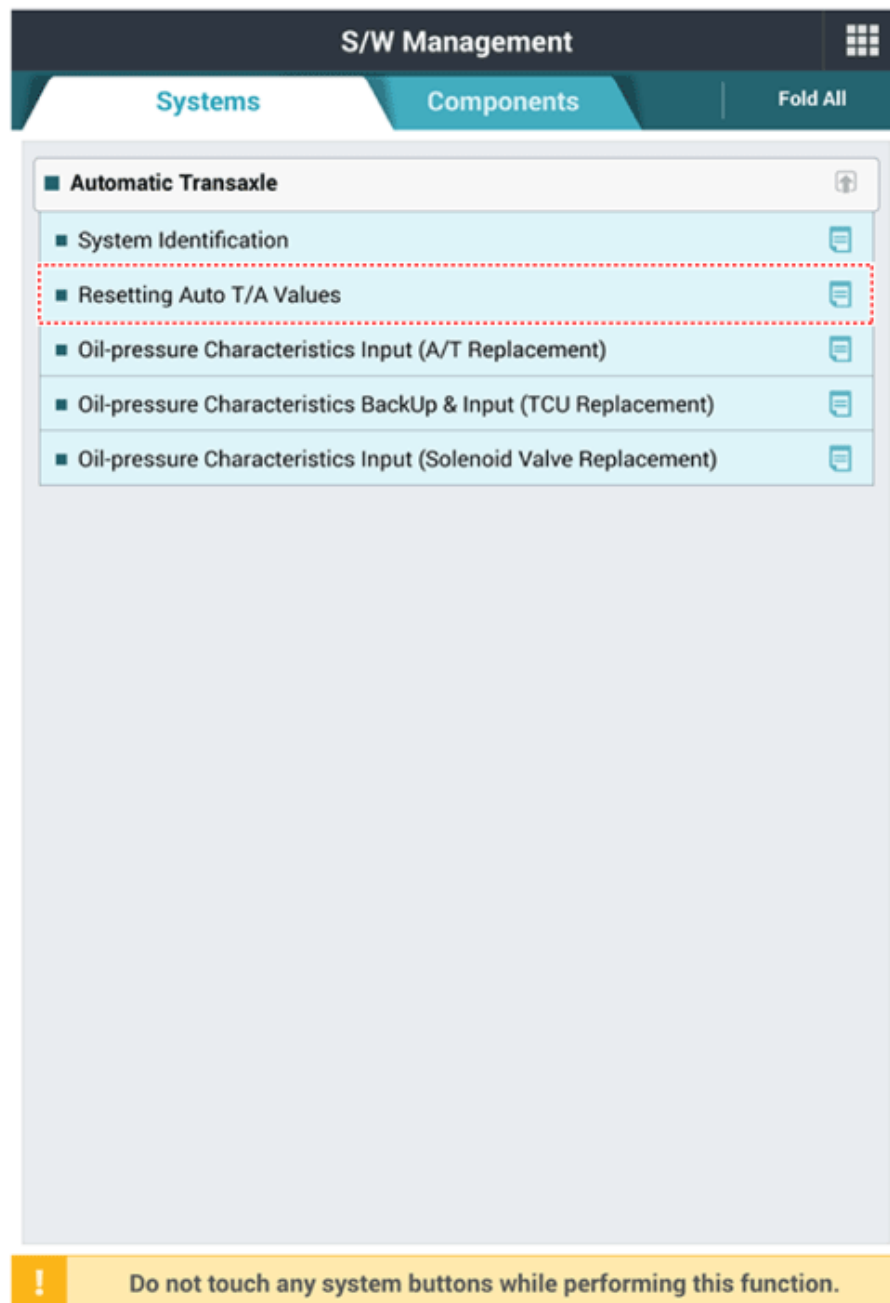 S/W Management
Systems
Components
Fold All
Automatic Transaxle
System Identification
Resetting Auto T/A Values
Oil-pressure Characteristics Input (A/T Replacement)
Oil-pressure Characteristics BackUp & Input (TCU Replacement)
Oil-pressure Characteristics Input (Solenoid Valve Replacement)
! Do not touch any system buttons while performing this function.